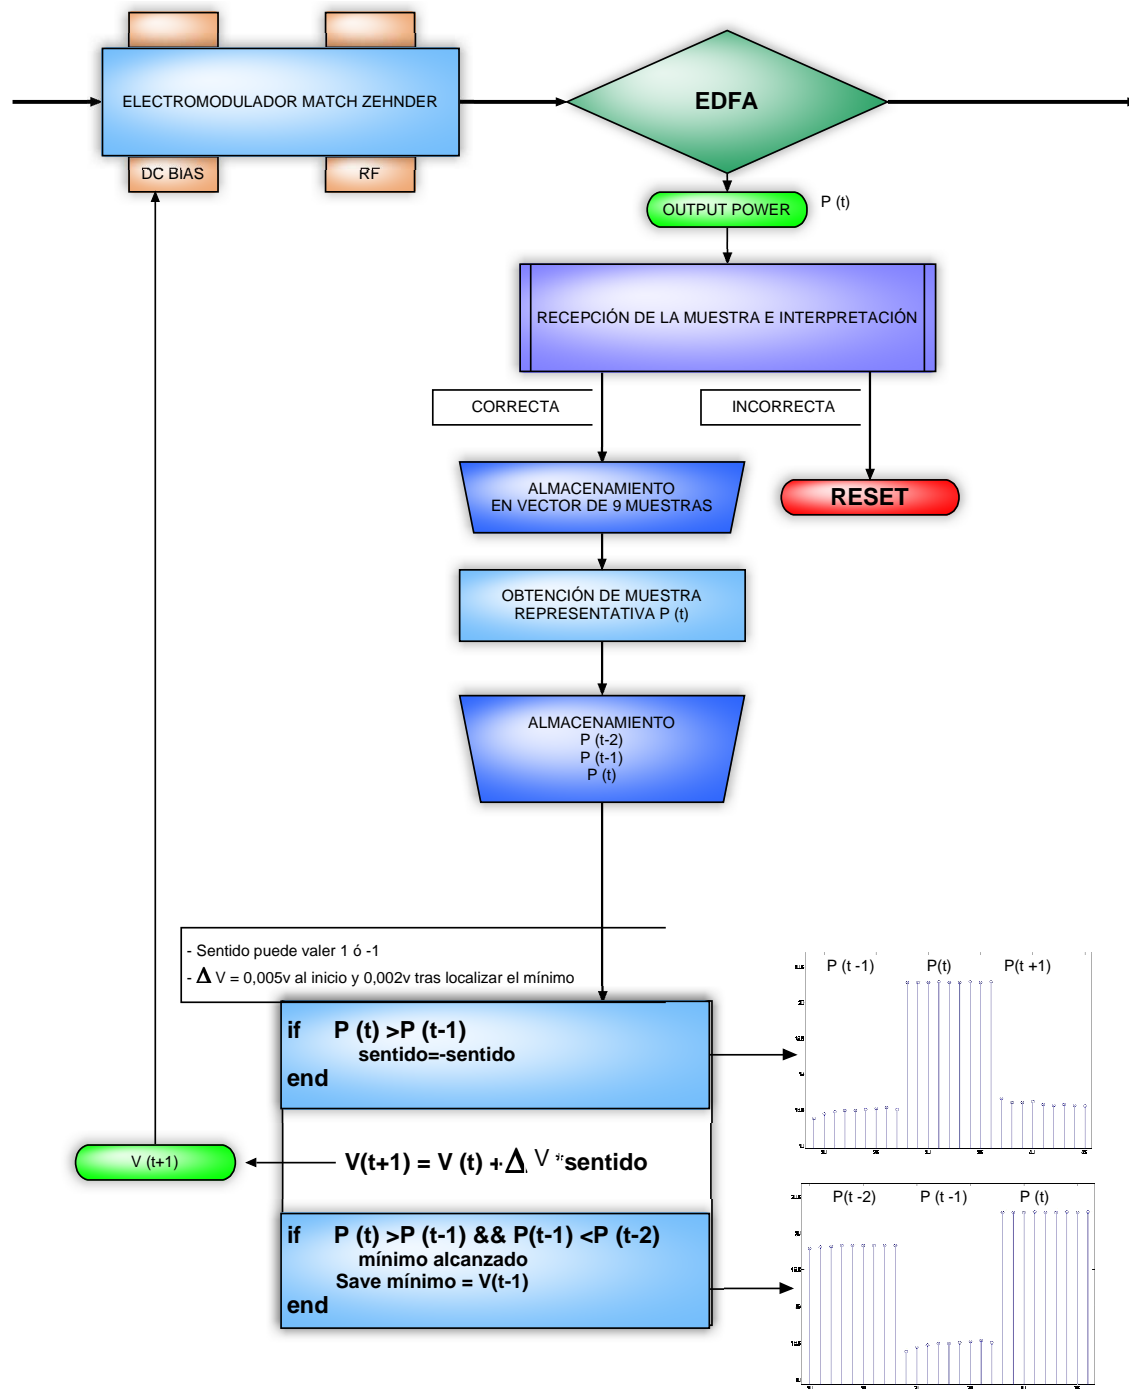 ELECTROMODULADOR MATCH ZEHNDER
EDFA
DC BIAS
RF
OUTPUT POWER
P (t)
RECEPCIÓN DE LA MUESTRA E INTERPRETACIÓN
CORRECTA
INCORRECTA
ALMACENAMIENTO
EN VECTOR DE 9 MUESTRAS
RESET
OBTENCIÓN DE MUESTRA
REPRESENTATIVA P (t)
ALMACENAMIENTO
P (t-2)
P (t-1)
P (t)
- Sentido puede valer 1 ó -1
- Δ V = 0,005v al inicio y 0,002v tras localizar el mínimo
P (t -1)
P(t)
P(t +1)
if P (t) >P (t-1)
sentido=-sentido
end
V (t+1)
V(t+1) = V (t) + Δ V *sentido
if P (t) >P (t-1) && P(t-1) <P (t-2)
mínimo alcanzado
Save mínimo = V(t-1)
end
P(t -2)
P (t -1)
P (t)